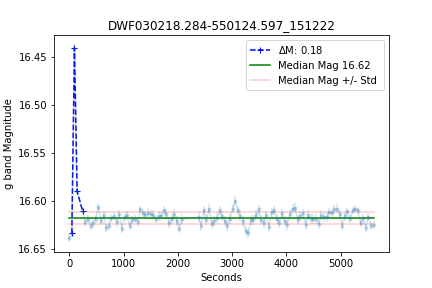 DWF030218.284-550124.597_151222
ΔM: 0.18
Median Mag 16.62
Median Mag +/- Std
g band Magnitude
16.45
16.50
16.55
16.60
16.65
0 1000 2000 3000 4000 5000
Seconds